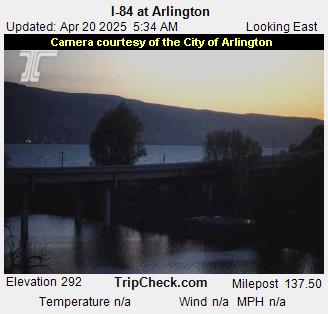 I-84 at Arlington
Updated: Apr 20 2025 5:34 AM Looking East
Camera courtesy of the City of Arlington
Elevation 292 TripCheck.com Milepost 137.50
Temperature n/a Wind n/a MPH n/a